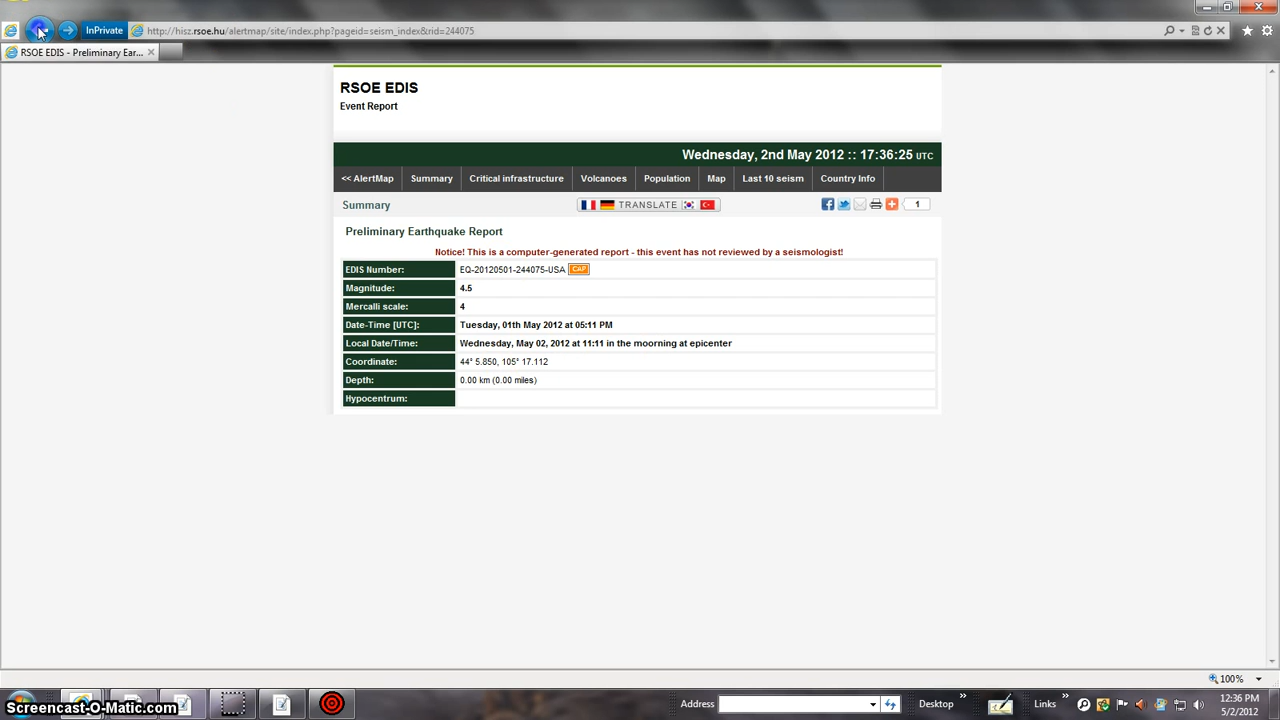 InPrivate
http://hisz.rsoe.hu/alertmap/site/index.php?pageid=seism_index&rid=244075
RSOE EDIS - Preliminary Ear...
RSOE EDIS
Event Report
Wednesday, 2nd May 2012 :: 17:36:25 UTC
<< AlertMap Summary Critical infrastructure Volcanoes Population Map Last 10 seism Country Info
Summary TRANSLATE 1
Preliminary Earthquake Report
Notice! This is a computer-generated report - this event has not reviewed by a seismologist!
EDIS Number: EQ-20120501-244075-USA CAP
Magnitude: 4.5
Mercalli scale: 4
Date-Time [UTC]: Tuesday, 01th May 2012 at 05:11 PM
Local Date/Time: Wednesday, May 02, 2012 at 11:11 in the moorning at epicenter
Coordinate: 44° 5.850, 105° 17.112
Depth: 0.00 km (0.00 miles)
Hypocentrum:
100%
Screencast-O-Matic.com
Address Desktop » Links »
12:36 PM
5/2/2012